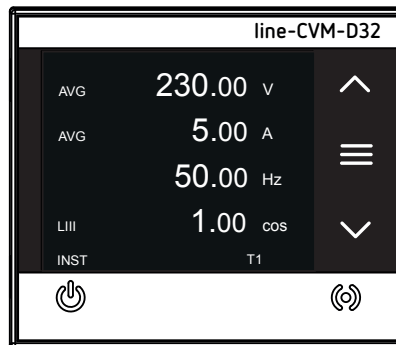 line-CVM-D32
AVG 230.00 V
AVG 5.00 A
50.00 Hz
LIII 1.00 cos
INST T1